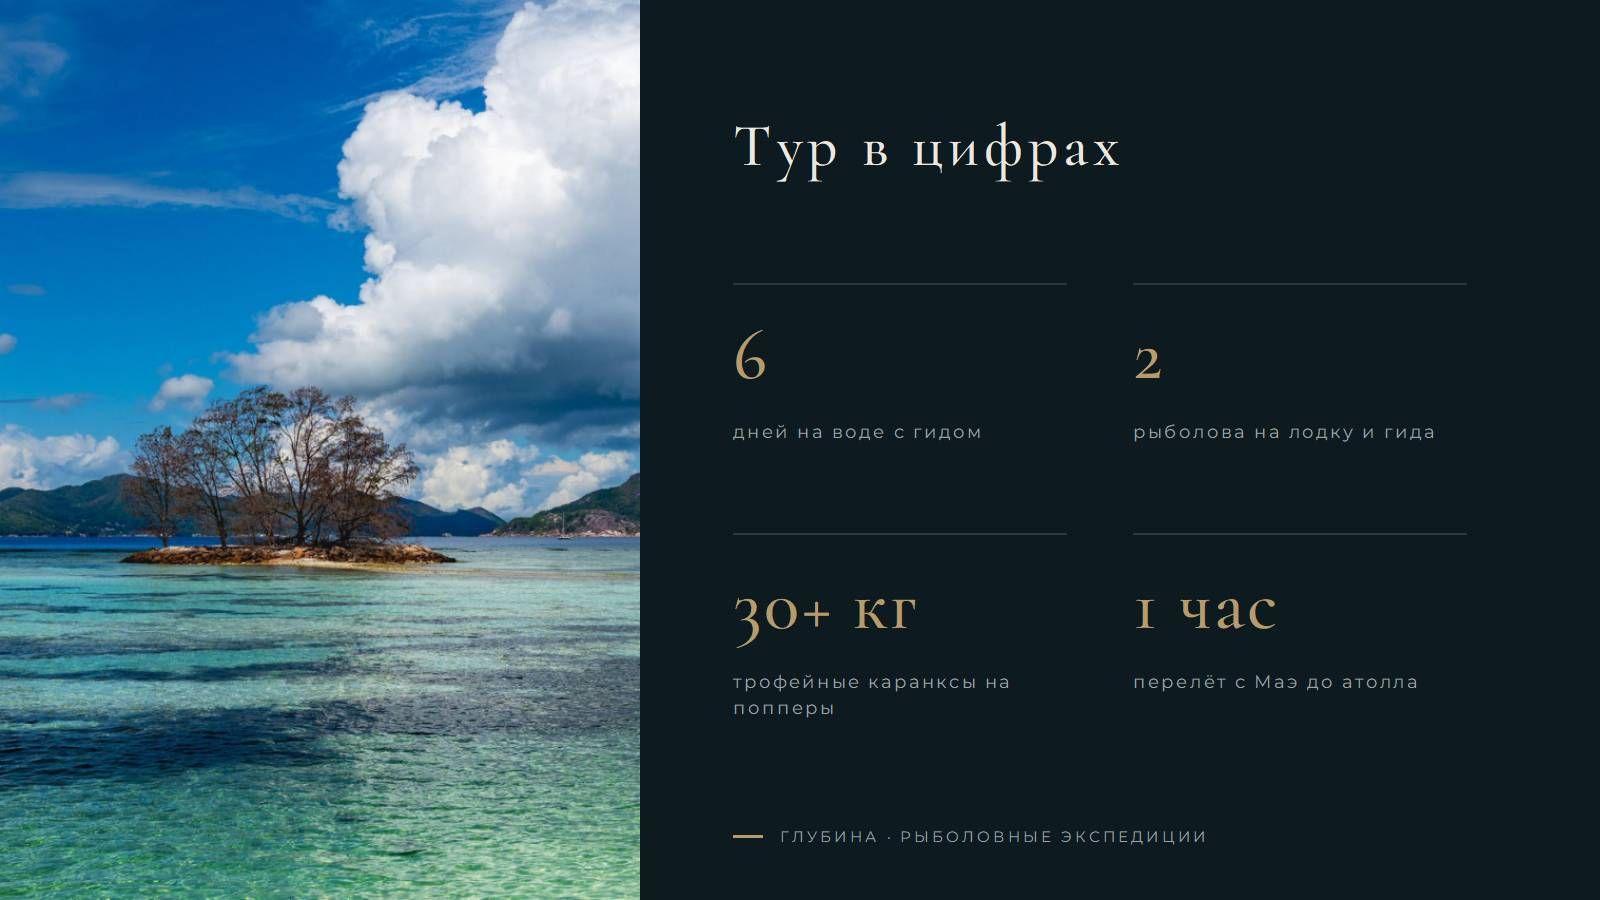 Тур в цифрах
6
дней на воде с гидом
2
рыболова на лодку и гида
30+ кг
трофейные каранксы на
попперы
1 час
перелёт с Маэ до атолла
ГЛУБИНА · РЫБОЛОВНЫЕ ЭКСПЕДИЦИИ